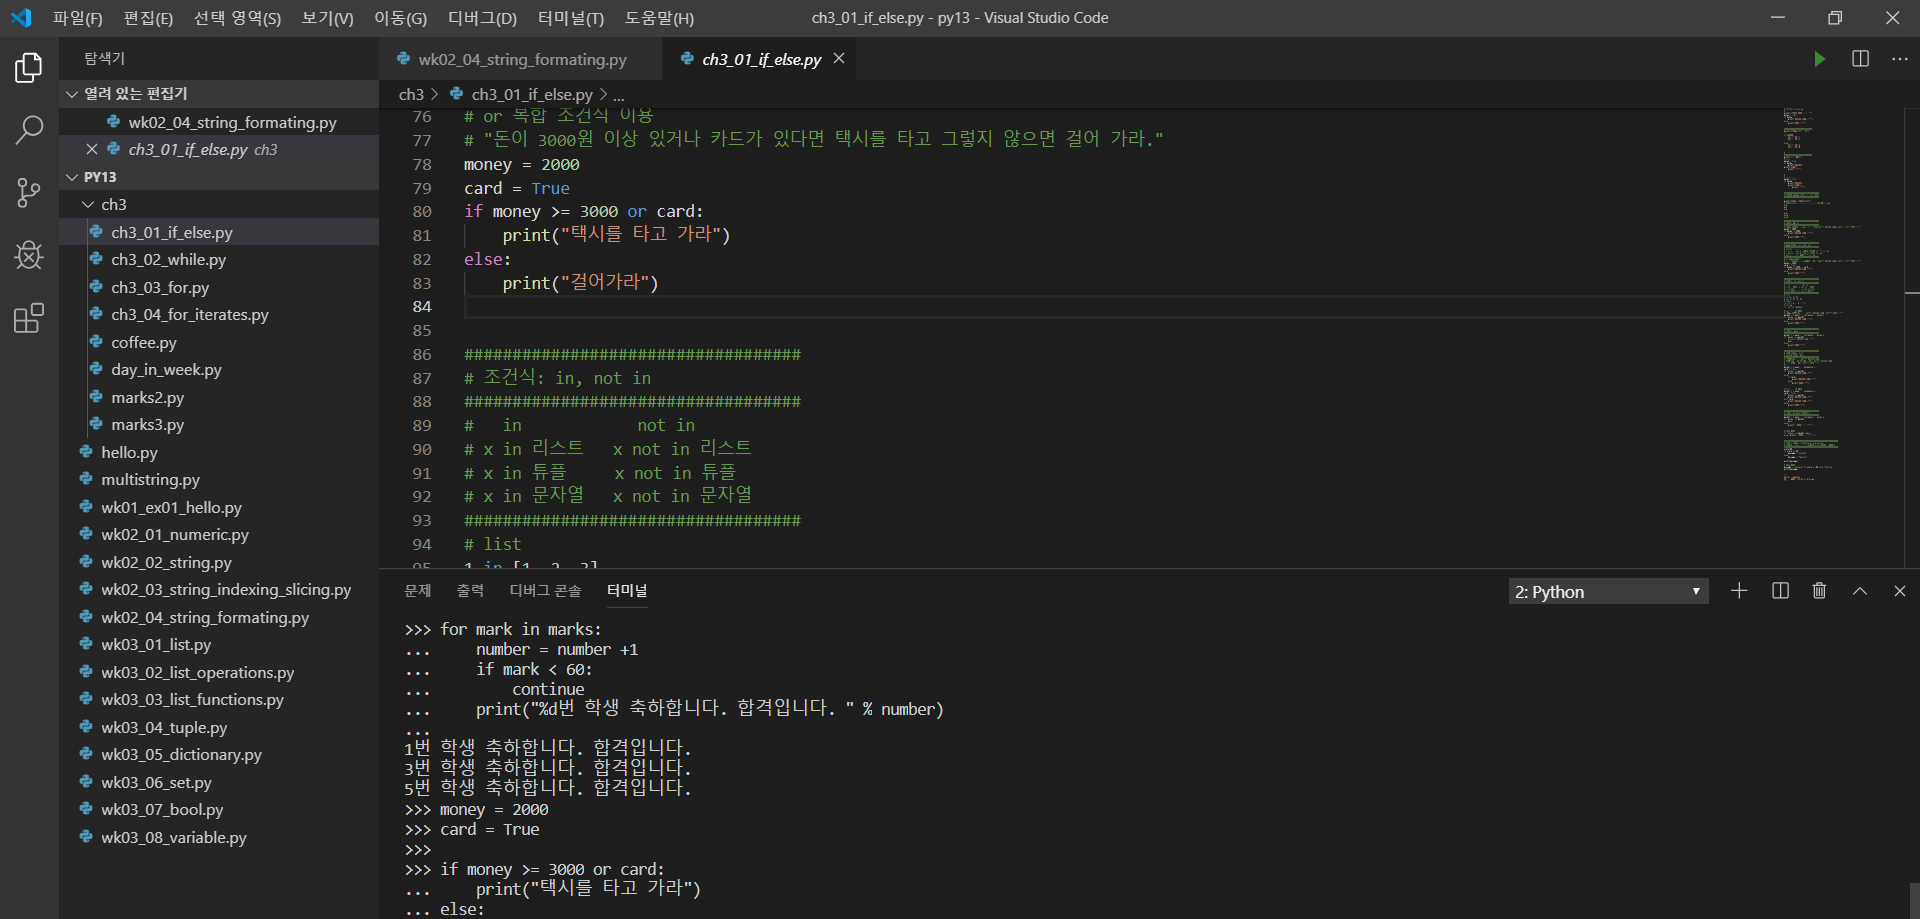 파일(F) 편집(E) 선택 영역(S) 보기(V) 이동(G) 디버그(D) 터미널(T) 도움말(H) ch3_01_if_else.py - py13 - Visual Studio Code
탐색기
열려 있는 편집기
wk02_04_string_formating.py
ch3_01_if_else.py ch3
PY13
ch3
ch3_01_if_else.py
ch3_02_while.py
ch3_03_for.py
ch3_04_for_iterates.py
coffee.py
day_in_week.py
marks2.py
marks3.py
hello.py
multistring.py
wk01_ex01_hello.py
wk02_01_numeric.py
wk02_02_string.py
wk02_03_string_indexing_slicing.py
wk02_04_string_formating.py
wk03_01_list.py
wk03_02_list_operations.py
wk03_03_list_functions.py
wk03_04_tuple.py
wk03_05_dictionary.py
wk03_06_set.py
wk03_07_bool.py
wk03_08_variable.py
wk02_04_string_formating.py ch3_01_if_else.py
ch3 > ch3_01_if_else.py > ...
76 # or 복합 조건식 이용
77 # "돈이 3000원 이상 있거나 카드가 있다면 택시를 타고 그렇지 않으면 걸어 가라."
78 money = 2000
79 card = True
80 if money >= 3000 or card:
81     print("택시를 타고 가라")
82 else:
83     print("걸어가라")
84
85
86 ###################################
87 # 조건식: in, not in
88 ###################################
89 #   in            not in
90 # x in 리스트   x not in 리스트
91 # x in 튜플     x not in 튜플
92 # x in 문자열   x not in 문자열
93 ###################################
94 # list
95 1 in [1, 2, 3]
문제 출력 디버그 콘솔 터미널 2: Python
>>> for mark in marks:
...     number = number +1
...     if mark < 60:
...         continue
...     print("%d번 학생 축하합니다. 합격입니다. " % number)
...
1번 학생 축하합니다. 합격입니다.
3번 학생 축하합니다. 합격입니다.
5번 학생 축하합니다. 합격입니다.
>>> money = 2000
>>> card = True
>>>
>>> if money >= 3000 or card:
...     print("택시를 타고 가라")
... else: